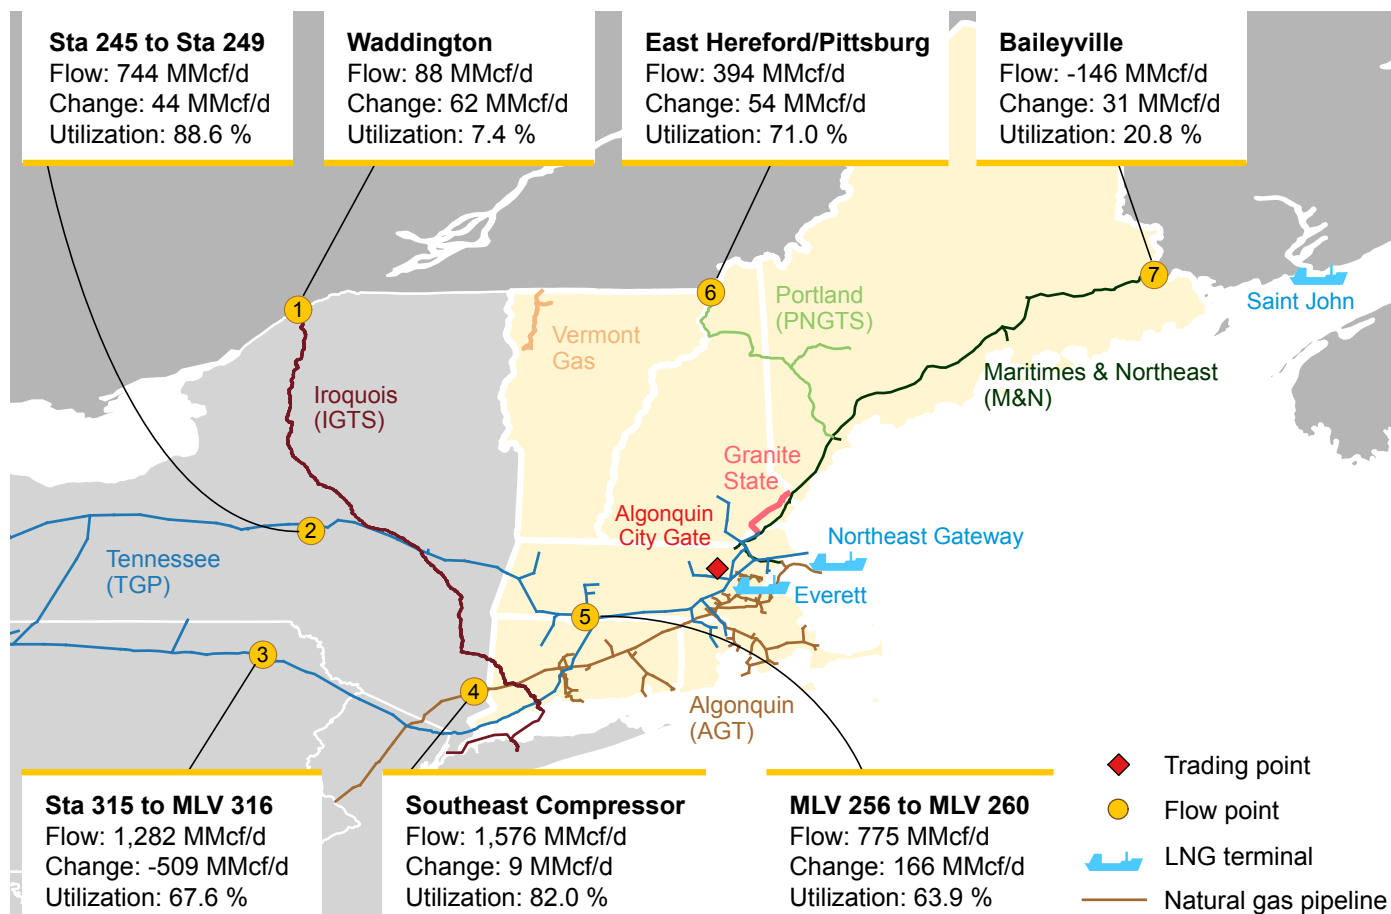 Sta 245 to Sta 249
Flow: 744 MMcf/d
Change: 44 MMcf/d
Utilization: 88.6 %
Waddington
Flow: 88 MMcf/d
Change: 62 MMcf/d
Utilization: 7.4 %
East Hereford/Pittsburg
Flow: 394 MMcf/d
Change: 54 MMcf/d
Utilization: 71.0 %
Baileyville
Flow: -146 MMcf/d
Change: 31 MMcf/d
Utilization: 20.8 %
1
6
7
Saint John
Portland
(PNGTS)
Vermont
Gas
Maritimes & Northeast
(M&N)
Iroquois
(IGTS)
Granite
State
Algonquin
City Gate
2
Northeast Gateway
Tennessee
(TGP)
Everett
5
3
4
Algonquin
(AGT)
Sta 315 to MLV 316
Flow: 1,282 MMcf/d
Change: -509 MMcf/d
Utilization: 67.6 %
Southeast Compressor
Flow: 1,576 MMcf/d
Change: 9 MMcf/d
Utilization: 82.0 %
MLV 256 to MLV 260
Flow: 775 MMcf/d
Change: 166 MMcf/d
Utilization: 63.9 %
Trading point
Flow point
LNG terminal
Natural gas pipeline